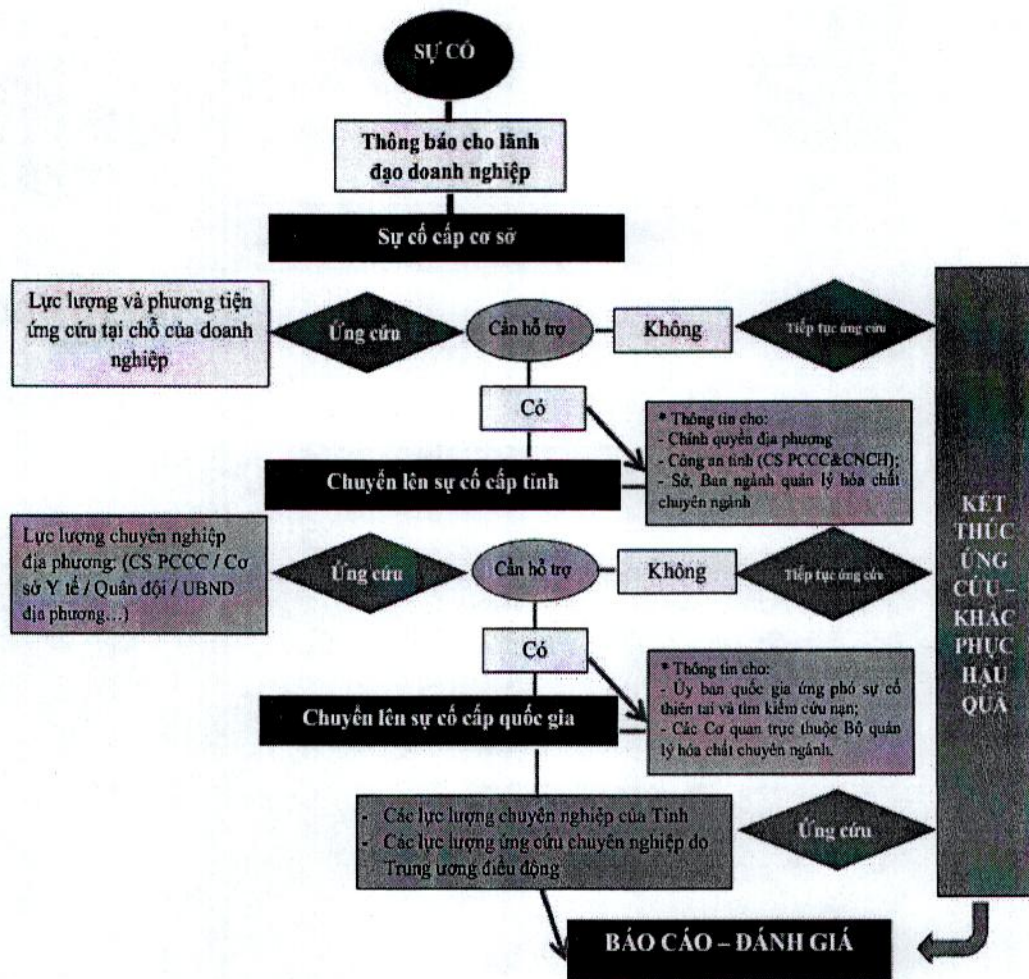 SỰ CỐ
Thông báo cho lãnh
đạo doanh nghiệp
Sự cố cấp cơ sở
Lực lượng và phương tiện
ứng cứu tại chỗ của doanh
nghiệp
Ứng cứu
Cần hỗ trợ
Không
Tiếp tục ứng cứu
Có
* Thông tin cho:
- Chính quyền địa phương
- Công an tỉnh (CS PCCC&CNCH);
- Sở, Ban ngành quản lý hóa chất
chuyên ngành
Chuyển lên sự cố cấp tỉnh
Lực lượng chuyên nghiệp
địa phương: (CS PCCC / Cơ
sở Y tế / Quân đội / UBND
địa phương…)
Ứng cứu
Cần hỗ trợ
Không
Tiếp tục ứng cứu
Có
* Thông tin cho:
- Ủy ban quốc gia ứng phó sự cố
thiên tai và tìm kiếm cứu nạn;
- Các Cơ quan trực thuộc Bộ quản
lý hóa chất chuyên ngành.
Chuyển lên sự cố cấp quốc gia
- Các lực lượng chuyên nghiệp của Tỉnh
- Các lực lượng ứng cứu chuyên nghiệp do
Trung ương điều động
Ứng cứu
KẾT
THÚC
ỨNG
CỨU –
KHẮC
PHỤC
HẬU
QUẢ
BÁO CÁO – ĐÁNH GIÁ